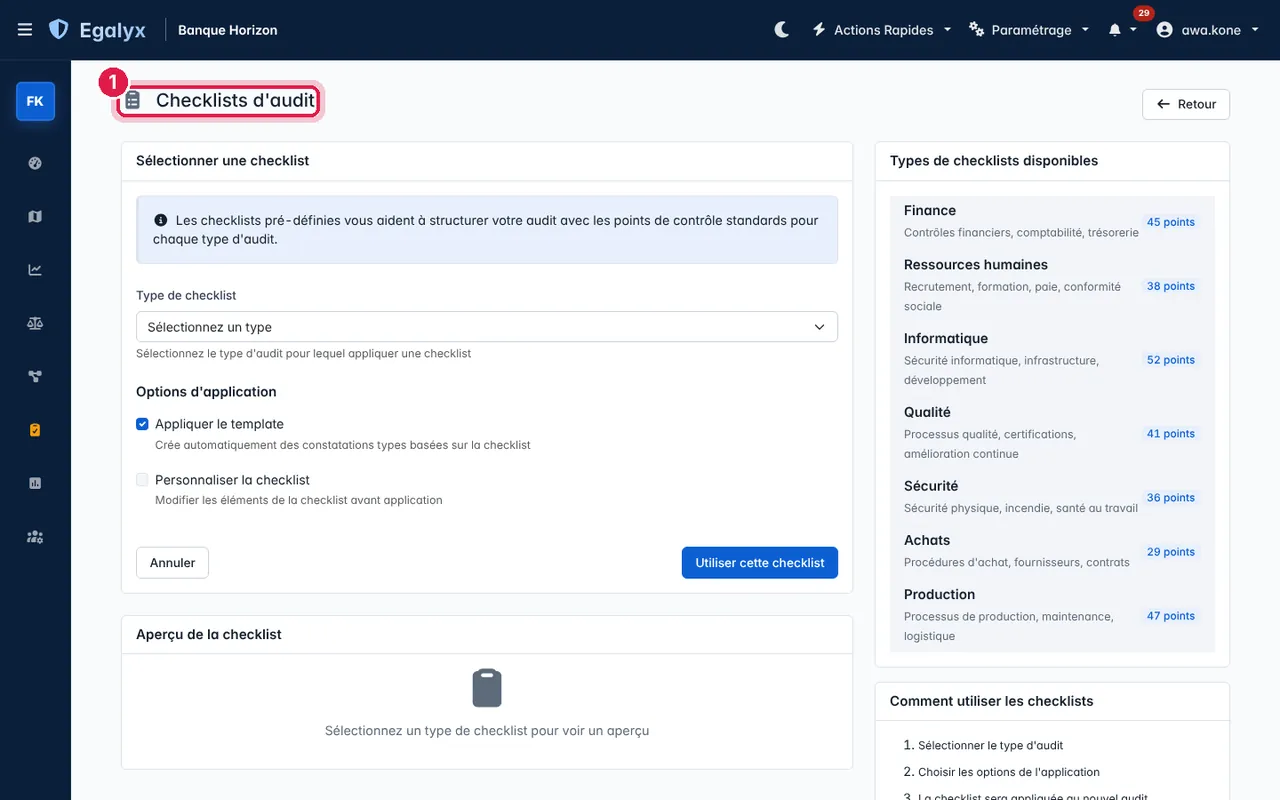 Egalyx
Banque Horizon
Actions Rapides
Paramétrage
29
awa.kone
FK
1
Checklists d'audit
Retour
Sélectionner une checklist
Les checklists pré-définies vous aident à structurer votre audit avec les points de contrôle standards pour
chaque type d'audit.
Type de checklist
Sélectionnez un type
Sélectionnez le type d'audit pour lequel appliquer une checklist
Options d'application
Appliquer le template
Crée automatiquement des constatations types basées sur la checklist
Personnaliser la checklist
Modifier les éléments de la checklist avant application
Annuler
Utiliser cette checklist
Aperçu de la checklist
Sélectionnez un type de checklist pour voir un aperçu
Types de checklists disponibles
Finance
Contrôles financiers, comptabilité, trésorerie
45 points
Ressources humaines
Recrutement, formation, paie, conformité
sociale
38 points
Informatique
Sécurité informatique, infrastructure,
développement
52 points
Qualité
Processus qualité, certifications,
amélioration continue
41 points
Sécurité
Sécurité physique, incendie, santé au travail
36 points
Achats
Procédures d'achat, fournisseurs, contrats
29 points
Production
Processus de production, maintenance,
logistique
47 points
Comment utiliser les checklists
1. Sélectionner le type d'audit
2. Choisir les options de l'application
3. La checklist sera appliquée au nouvel audit